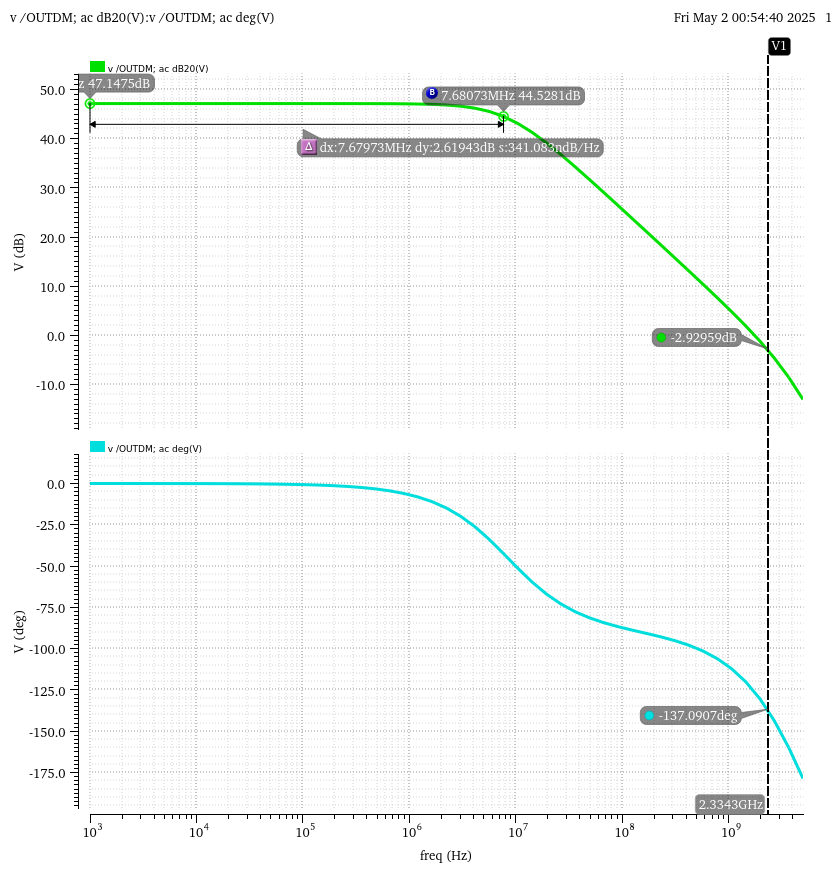 v /OUTDM; ac dB20(V):v /OUTDM; ac deg(V)
Fri May 2 00:54:40 2025 1
V1
v /OUTDM; ac dB20(V)
z 47.1475dB
B 7.68073MHz 44.5281dB
Δ dx:7.67973MHz dy:2.61943dB s:341.083ndB/Hz
50.0
40.0
30.0
20.0
10.0
0.0
-10.0
V (dB)
-2.92959dB
v /OUTDM; ac deg(V)
0.0
-25.0
-50.0
-75.0
-100.0
-125.0
-150.0
-175.0
V (deg)
-137.0907deg
2.3343GHz
10³ 10⁴ 10⁵ 10⁶ 10⁷ 10⁸ 10⁹
freq (Hz)